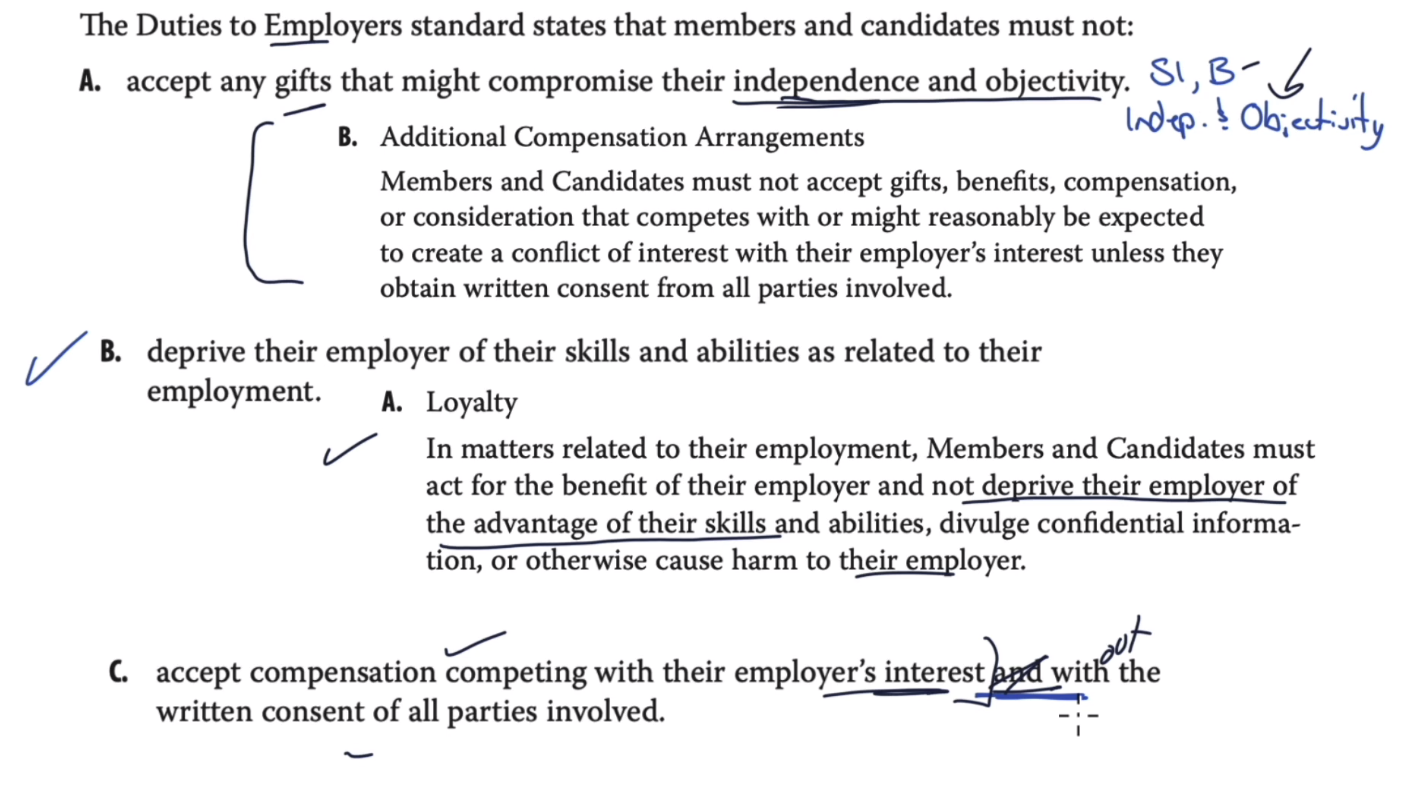 The Duties to Employers standard states that members and candidates must not:
A. accept any gifts that might compromise their independence and objectivity. SI, B-
Indep. & Objectivity
B. Additional Compensation Arrangements
Members and Candidates must not accept gifts, benefits, compensation,
or consideration that competes with or might reasonably be expected
to create a conflict of interest with their employer's interest unless they
obtain written consent from all parties involved.
B. deprive their employer of their skills and abilities as related to their
employment.
A. Loyalty
In matters related to their employment, Members and Candidates must
act for the benefit of their employer and not deprive their employer of
the advantage of their skills and abilities, divulge confidential informa-
tion, or otherwise cause harm to their employer.
out
C. accept compensation competing with their employer's interest and with the
written consent of all parties involved.